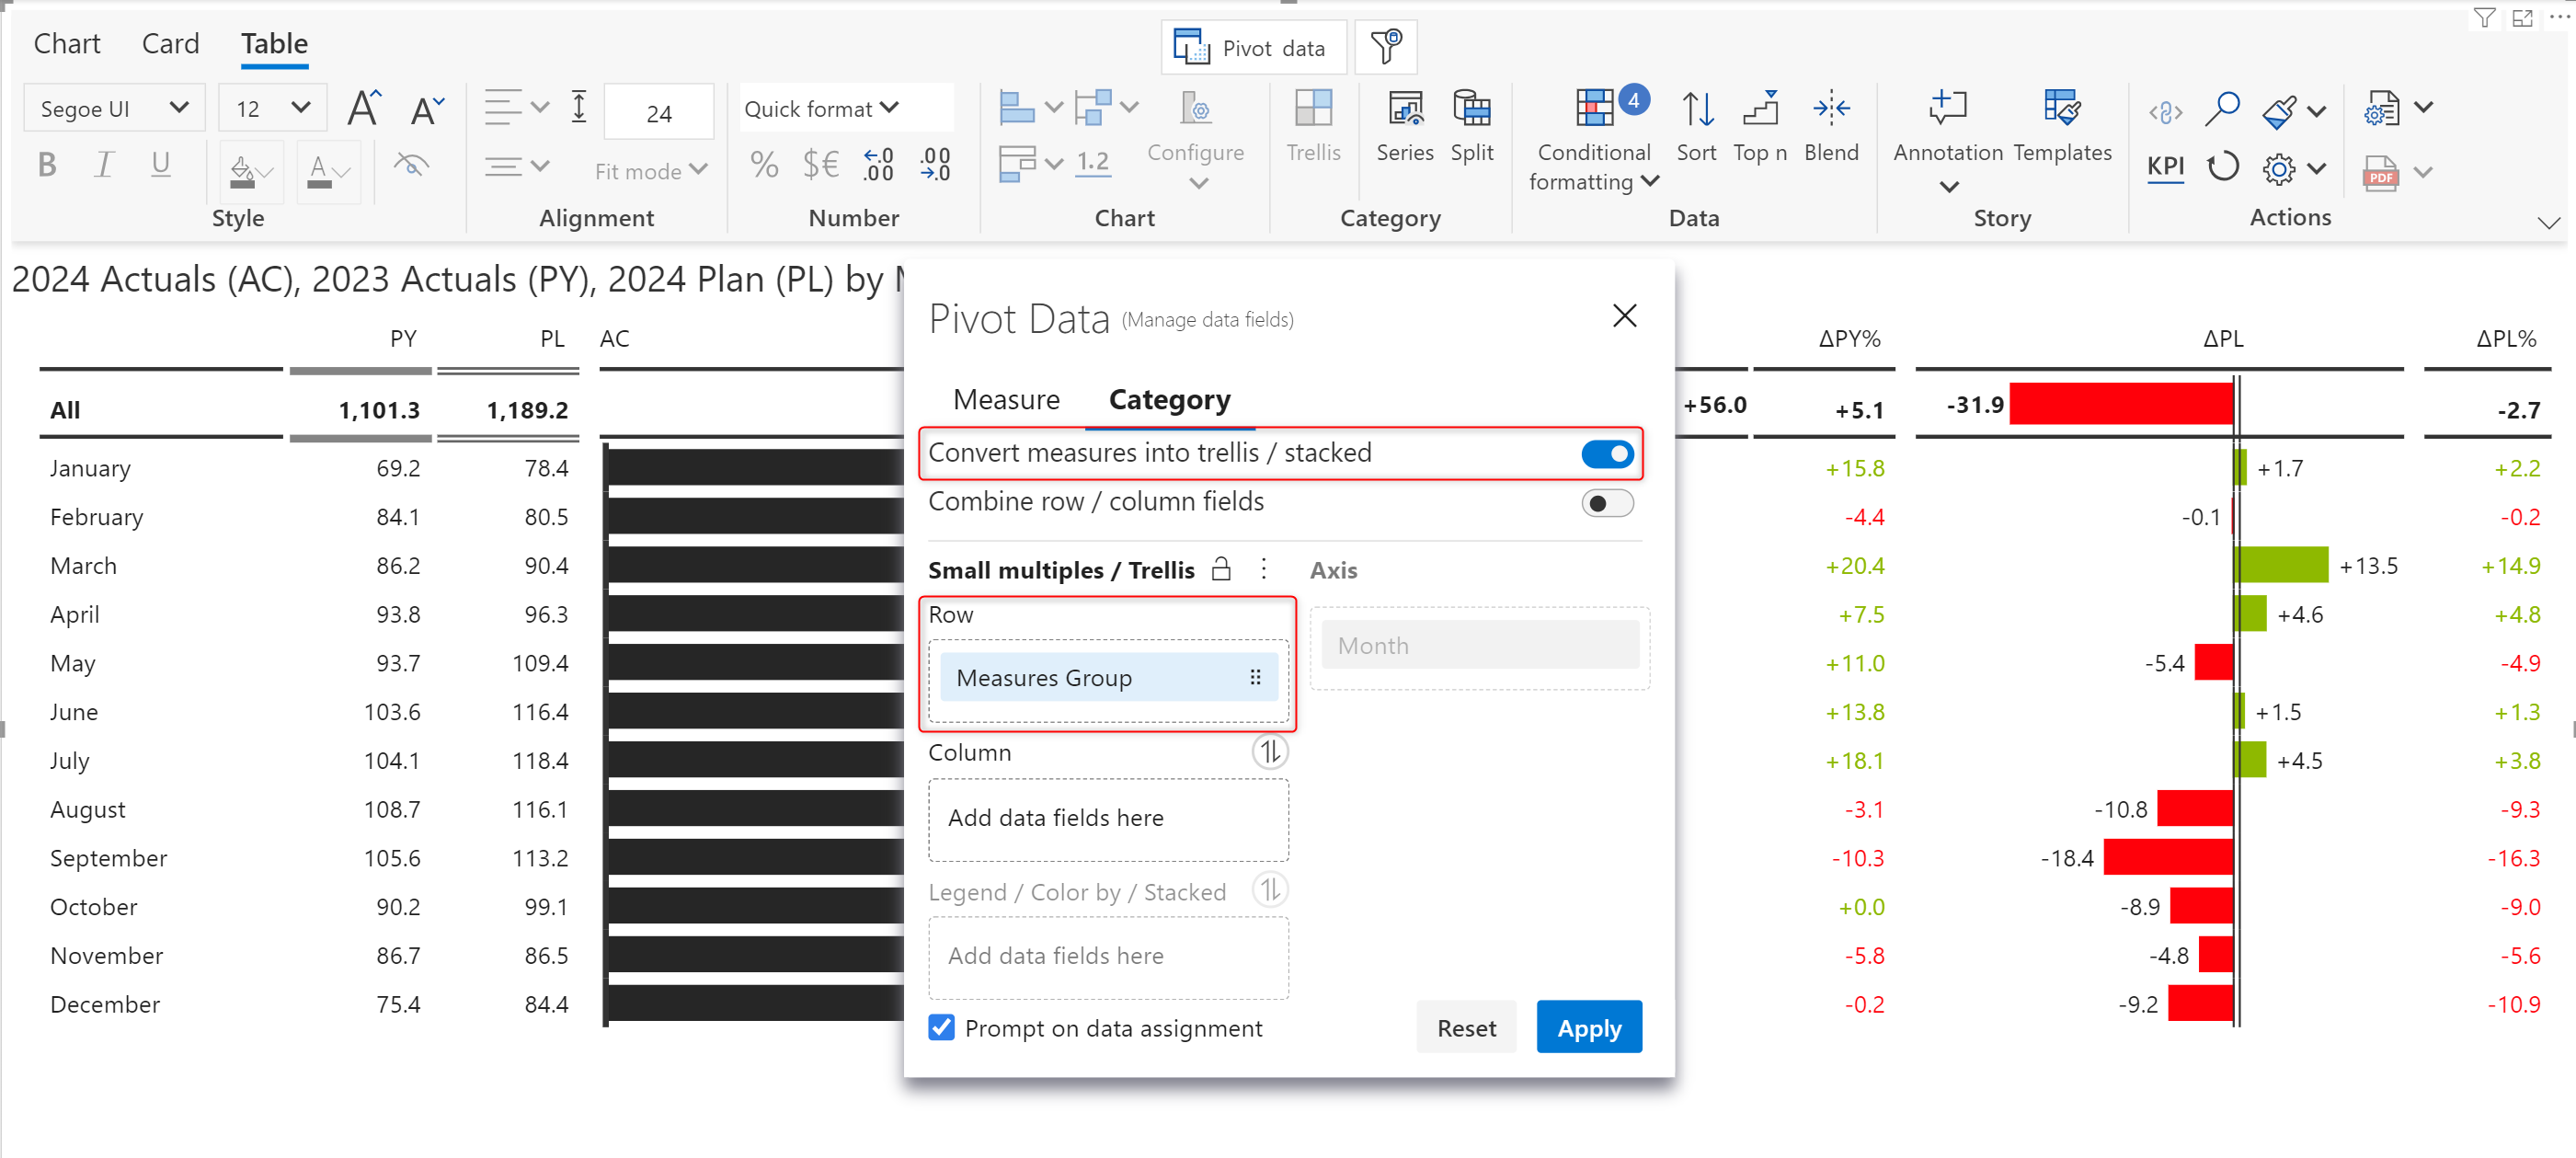 Chart Card Table
Pivot data
Segoe UI 12 A A 24 Quick format
B I U A Fit mode % $€ ←.0 .00 .00 →.0
1.2 Configure Trellis Series Split Conditional formatting 4 Sort Top n Blend Annotation Templates KPI PDF
Style Alignment Number Chart Category Data Story Actions
2024 Actuals (AC), 2023 Actuals (PY), 2024 Plan (PL) by
PY PL AC ΔPY% ΔPL ΔPL%
All 1,101.3 1,189.2 +56.0 +5.1 -31.9 -2.7
January 69.2 78.4 +15.8 +1.7 +2.2
February 84.1 80.5 -4.4 -0.1 -0.2
March 86.2 90.4 +20.4 +13.5 +14.9
April 93.8 96.3 +7.5 +4.6 +4.8
May 93.7 109.4 +11.0 -5.4 -4.9
June 103.6 116.4 +13.8 +1.5 +1.3
July 104.1 118.4 +18.1 +4.5 +3.8
August 108.7 116.1 -3.1 -10.8 -9.3
September 105.6 113.2 -10.3 -18.4 -16.3
October 90.2 99.1 +0.0 -8.9 -9.0
November 86.7 86.5 -5.8 -4.8 -5.6
December 75.4 84.4 -0.2 -9.2 -10.9
Pivot Data (Manage data fields)
Measure Category
Convert measures into trellis / stacked
Combine row / column fields
Small multiples / Trellis Axis
Row
Measures Group Month
Column
Add data fields here
Legend / Color by / Stacked
Add data fields here
Prompt on data assignment Reset Apply